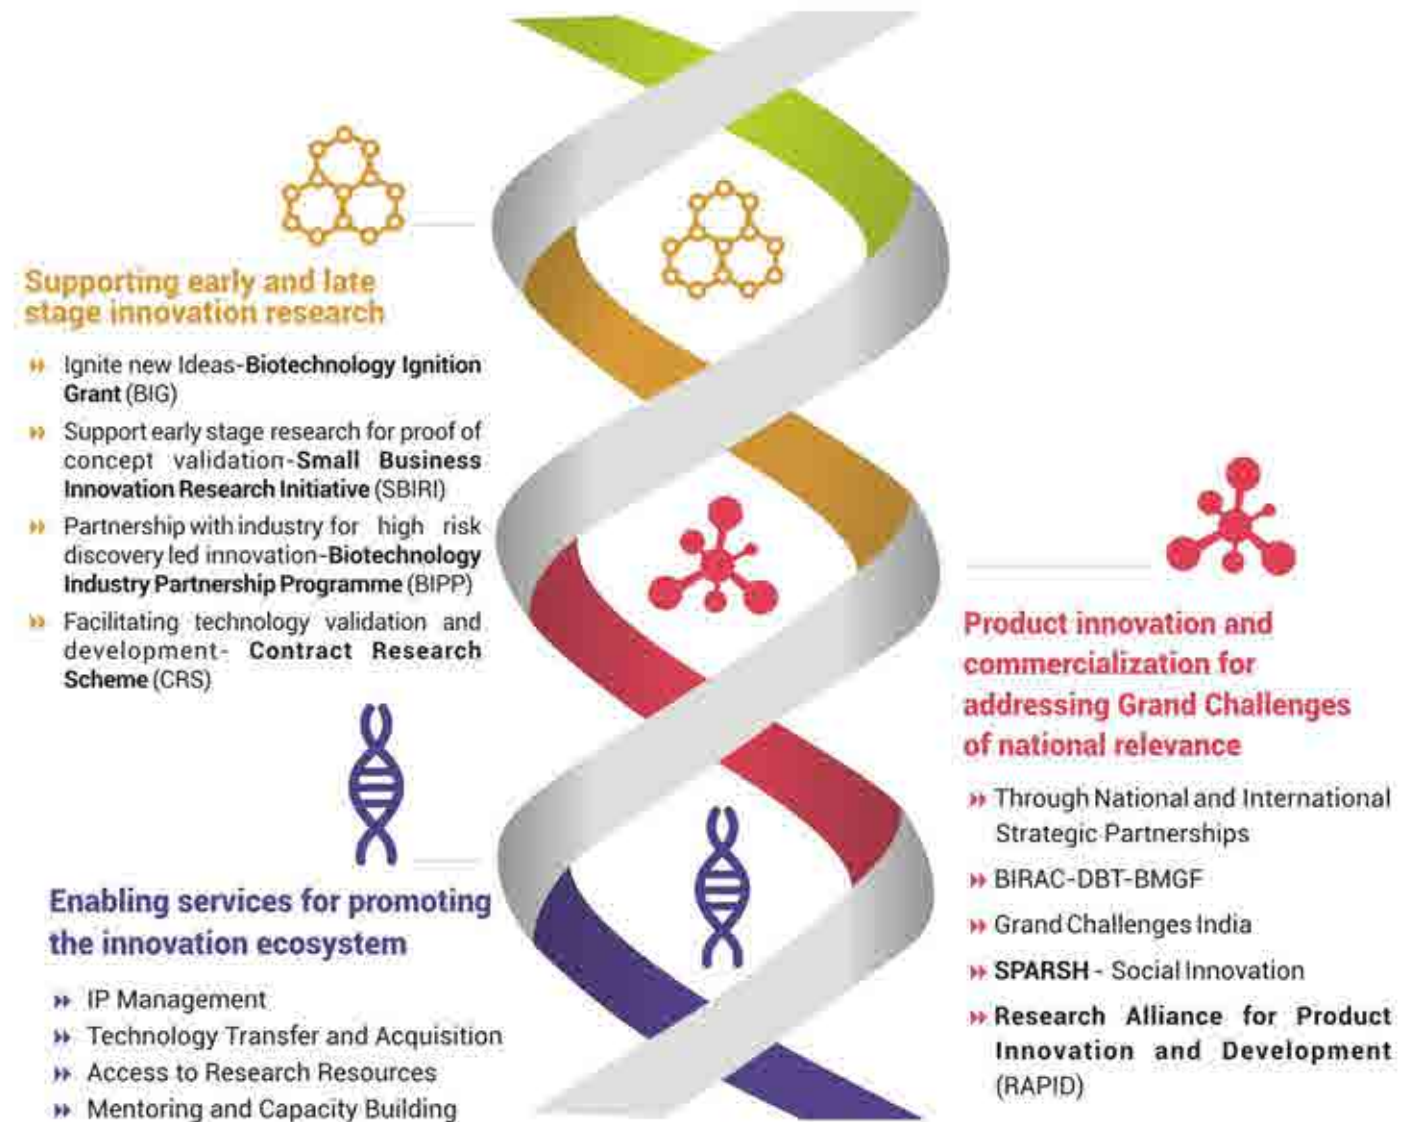 Supporting early and late
stage innovation research
Ignite new Ideas-Biotechnology Ignition
Grant (BIG)
Support early stage research for proof of
concept validation-Small Business
Innovation Research Initiative (SBIRI)
Partnership with industry for high risk
discovery led innovation-Biotechnology
Industry Partnership Programme (BIPP)
Facilitating technology validation and
development- Contract Research
Scheme (CRS)
Enabling services for promoting
the innovation ecosystem
IP Management
Technology Transfer and Acquisition
Access to Research Resources
Mentoring and Capacity Building
Product innovation and
commercialization for
addressing Grand Challenges
of national relevance
Through National and International
Strategic Partnerships
BIRAC-DBT-BMGF
Grand Challenges India
SPARSH - Social Innovation
Research Alliance for Product
Innovation and Development
(RAPID)